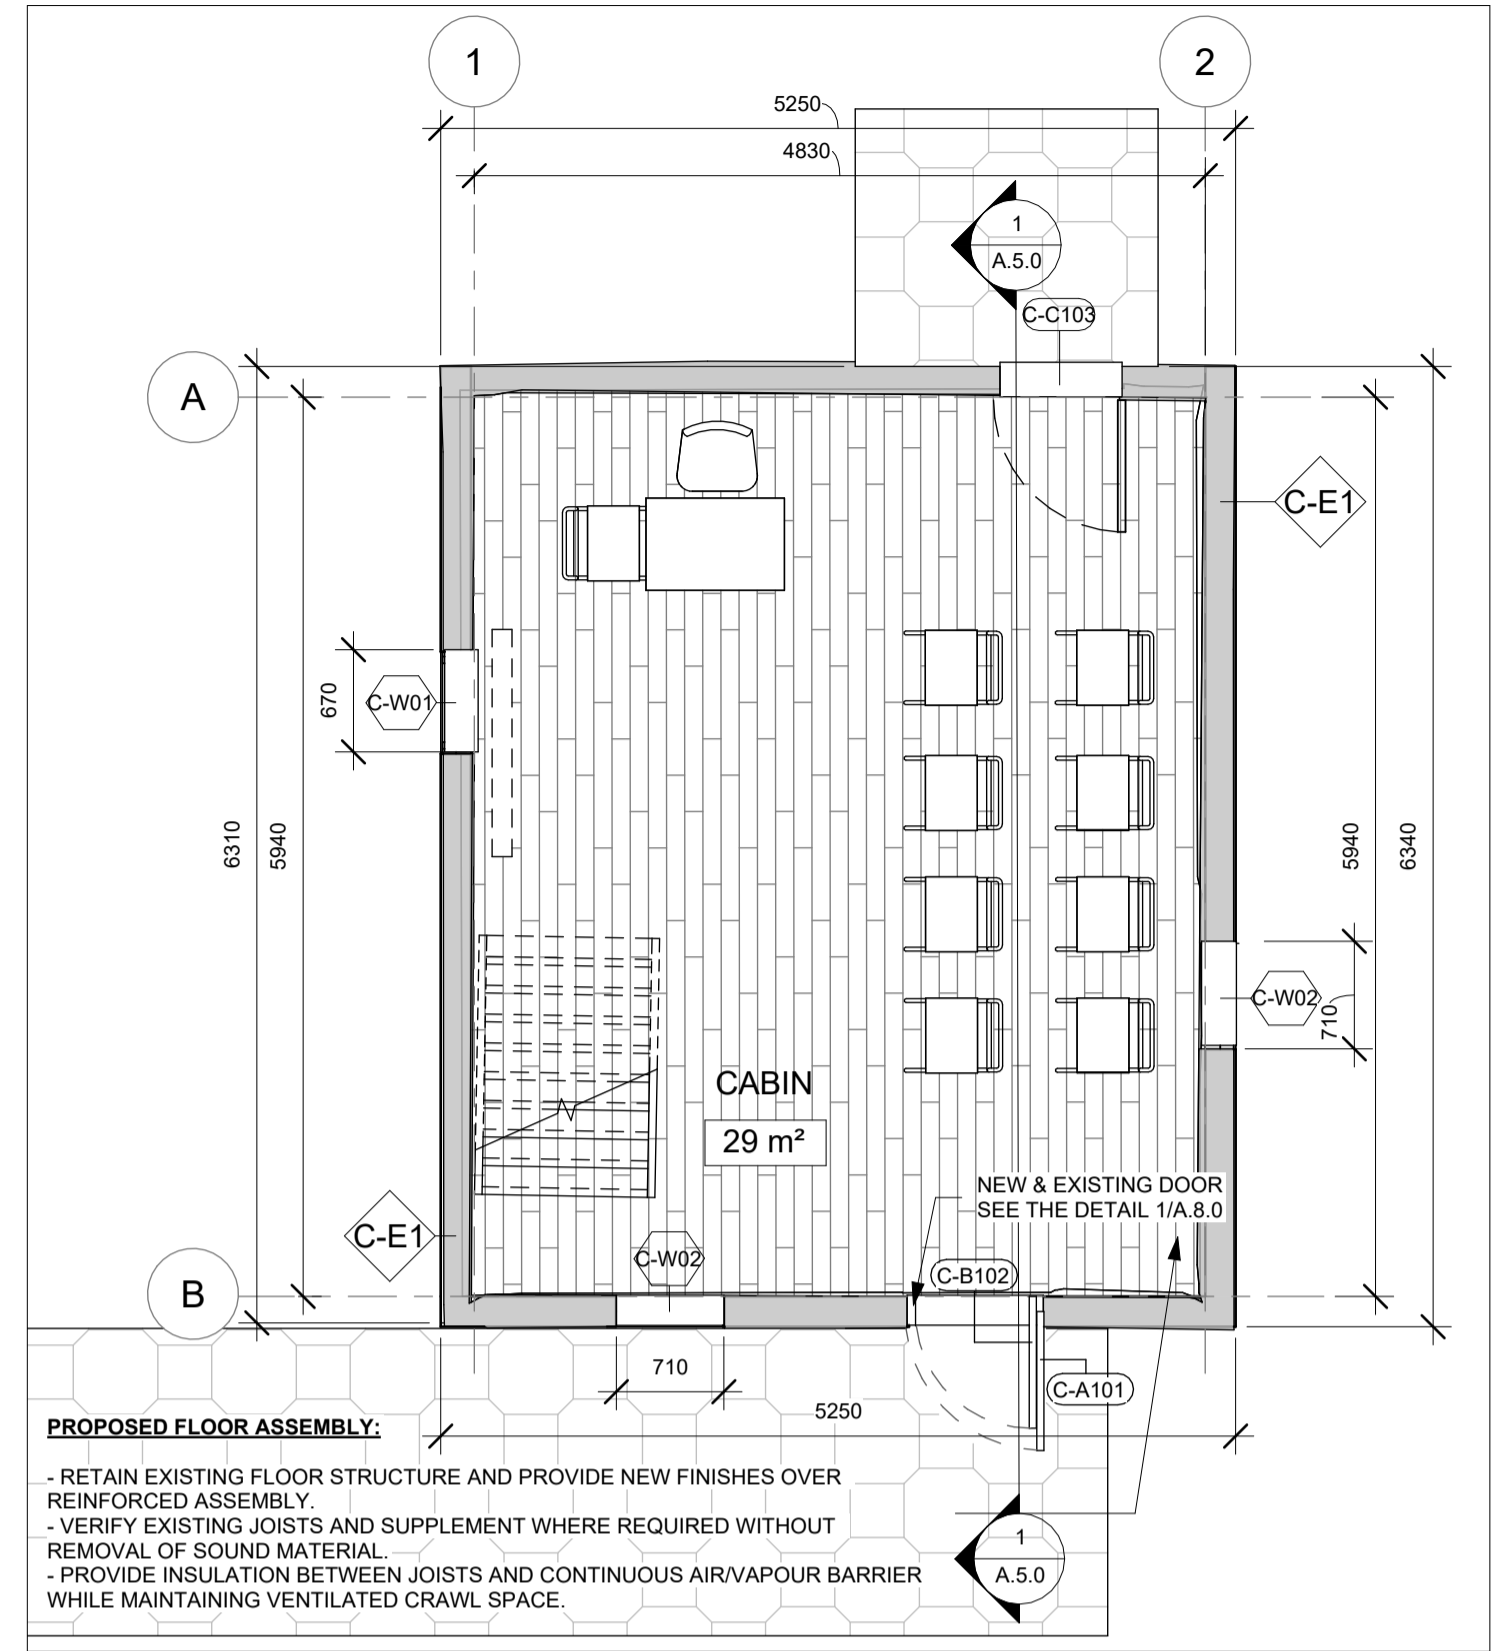 1
2
5250
4830
1
A.5.0
C-C103
A
C-E1
670
C-W01
6310
5940
5940
6340
C-W02
710
CABIN
29 m²
NEW & EXISTING DOOR
SEE THE DETAIL 1/A.8.0
C-E1
C-W02
C-B102
B
710
C-A101
5250
PROPOSED FLOOR ASSEMBLY:
- RETAIN EXISTING FLOOR STRUCTURE AND PROVIDE NEW FINISHES OVER
REINFORCED ASSEMBLY.
- VERIFY EXISTING JOISTS AND SUPPLEMENT WHERE REQUIRED WITHOUT
REMOVAL OF SOUND MATERIAL.
- PROVIDE INSULATION BETWEEN JOISTS AND CONTINUOUS AIR/VAPOUR BARRIER
WHILE MAINTAINING VENTILATED CRAWL SPACE.
1
A.5.0